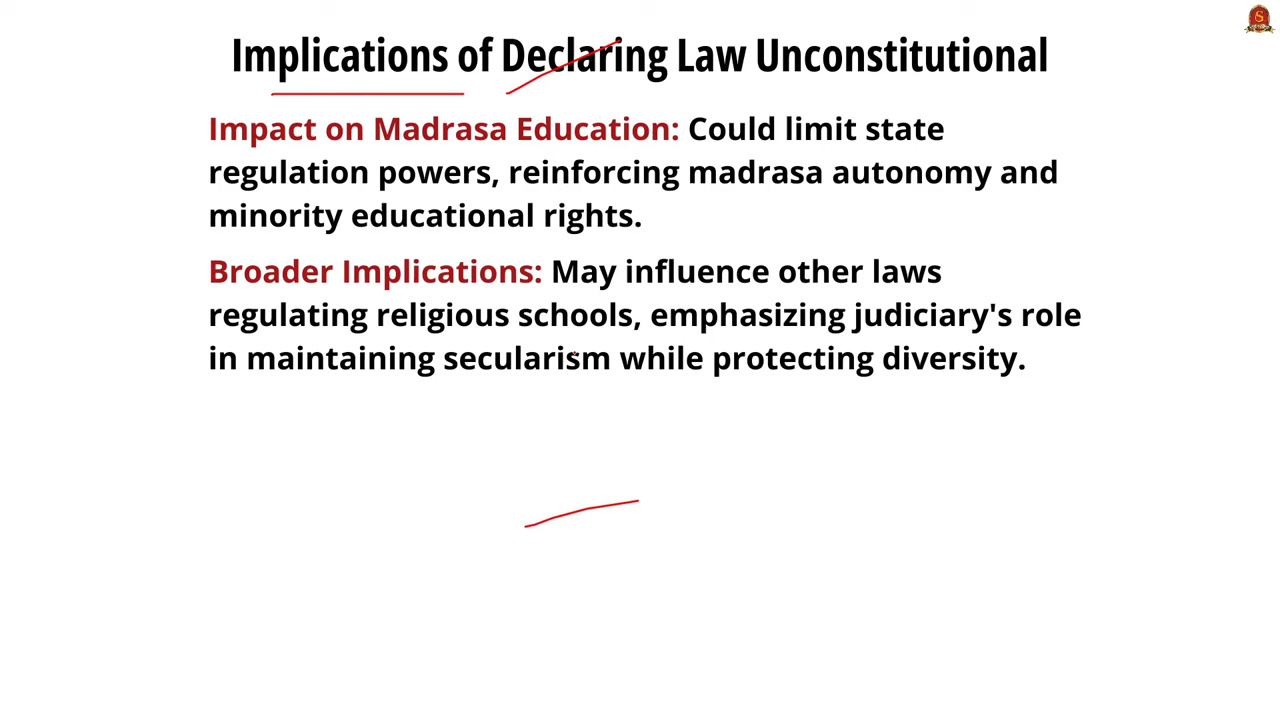 Implications of Declaring Law Unconstitutional
Impact on Madrasa Education: Could limit state
regulation powers, reinforcing madrasa autonomy and
minority educational rights.
Broader Implications: May influence other laws
regulating religious schools, emphasizing judiciary's role
in maintaining secularism while protecting diversity.